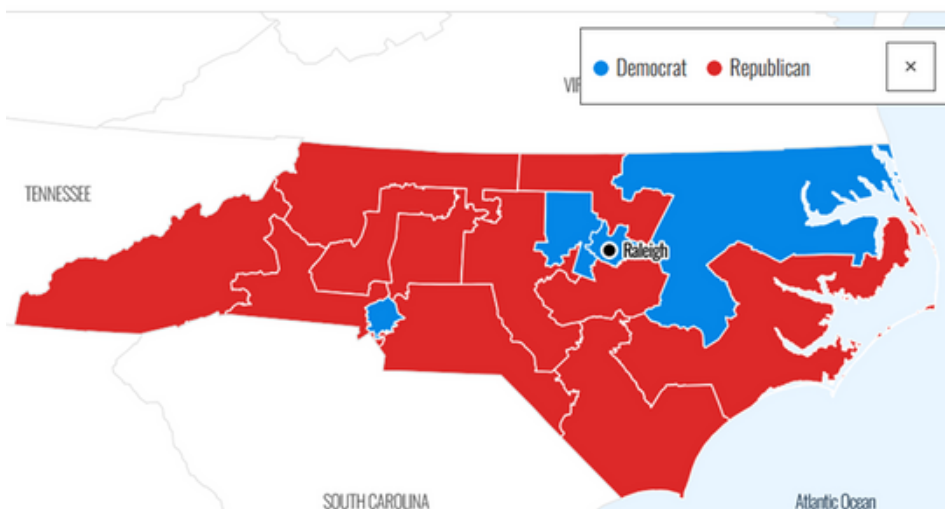 Democrat Republican ×
TENNESSEE
Raleigh
SOUTH CAROLINA
Atlantic Ocean